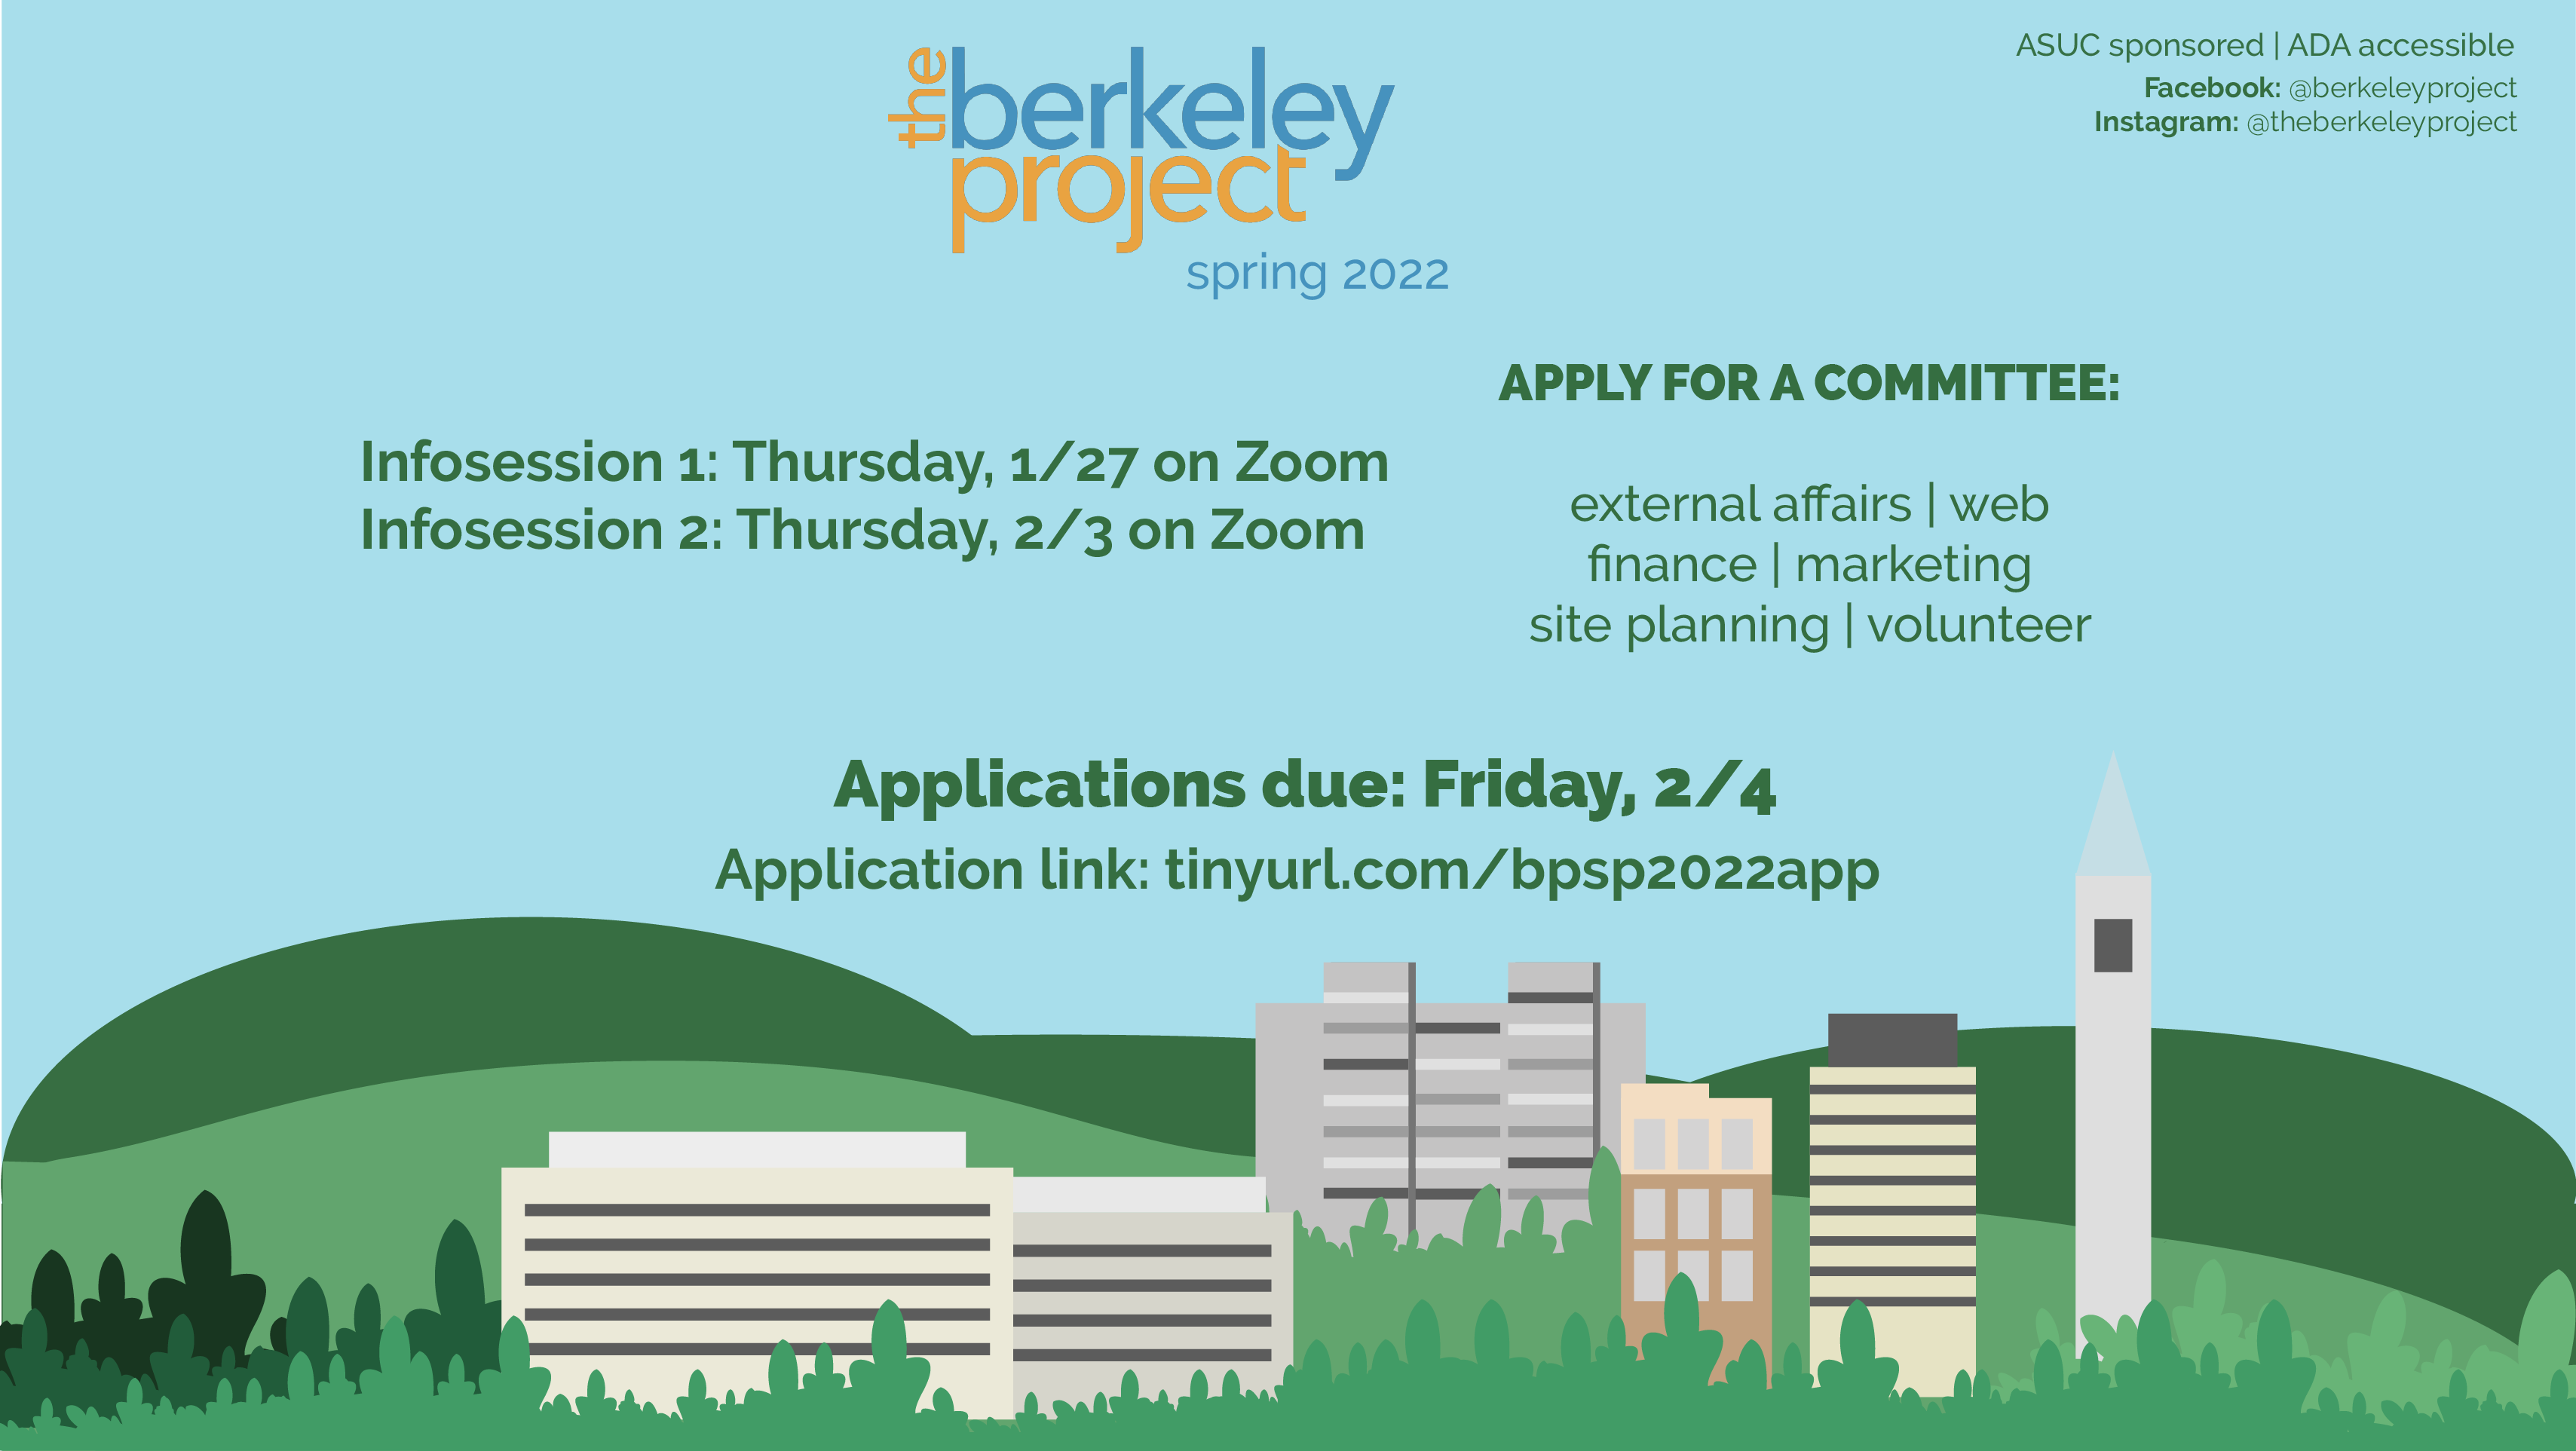 the berkeley
project
spring 2022
ASUC sponsored | ADA accessible
Facebook: @berkeleyproject
Instagram: @theberkeleyproject
Infosession 1: Thursday, 1/27 on Zoom
Infosession 2: Thursday, 2/3 on Zoom
APPLY FOR A COMMITTEE:
external affairs | web
finance | marketing
site planning | volunteer
Applications due: Friday, 2/4
Application link: tinyurl.com/bpsp2022app